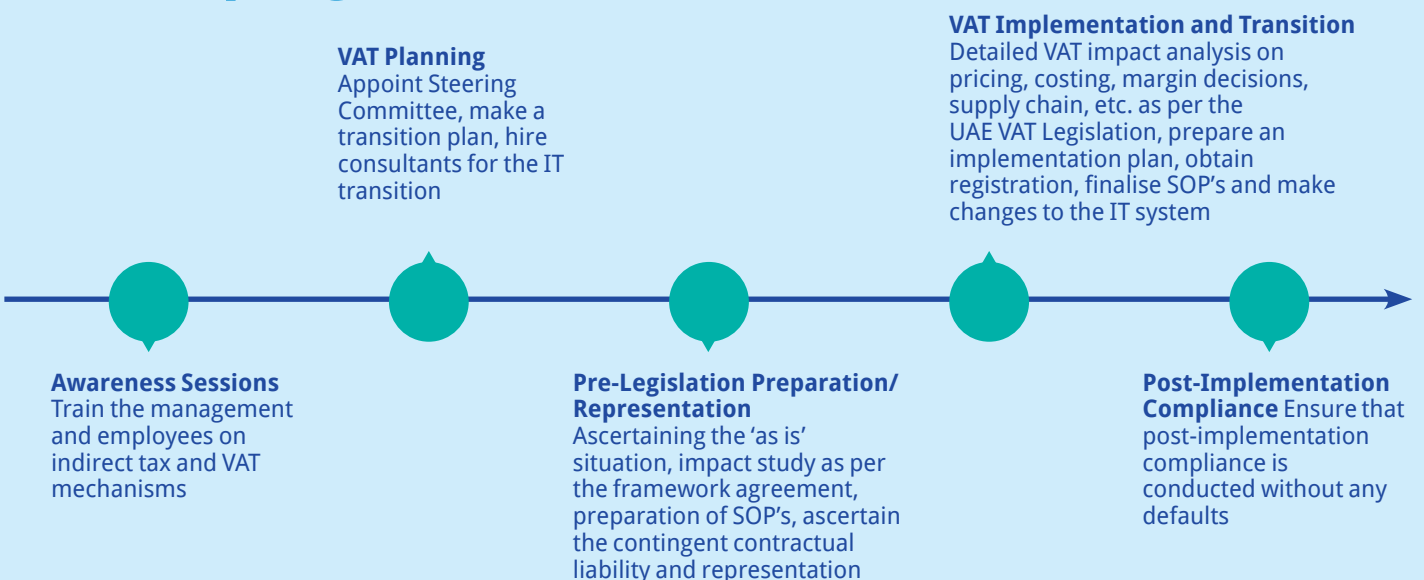 VAT Planning
Appoint Steering
Committee, make a
transition plan, hire
consultants for the IT
transition
VAT Implementation and Transition
Detailed VAT impact analysis on
pricing, costing, margin decisions,
supply chain, etc. as per the
UAE VAT Legislation, prepare an
implementation plan, obtain
registration, finalise SOP's and make
changes to the IT system
Awareness Sessions
Train the management
and employees on
indirect tax and VAT
mechanisms
Pre-Legislation Preparation/
Representation
Ascertaining the ‘as is’
situation, impact study as per
the framework agreement,
preparation of SOP's, ascertain
the contingent contractual
liability and representation
Post-Implementation
Compliance Ensure that
post-implementation
compliance is
conducted without any
defaults